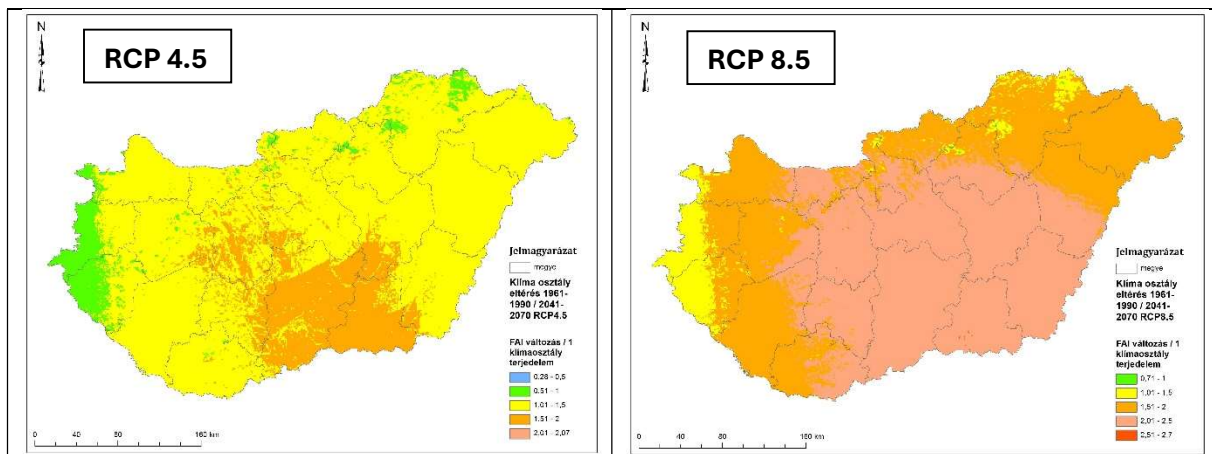 N
RCP 4.5
Jelmagyarázat
megye
Klíma osztály
eltérés 1961-
1990 / 2041-
2070 RCP4.5
FAI változás / 1
klímaosztály
terjedelem
0,28 - 0,5
0,51 - 1
1,01 - 1,5
1,51 - 2
2,01 - 2,07
0 40 80 160 km
N
RCP 8.5
Jelmagyarázat
megye
Klíma osztály
eltérés 1961-
1990 / 2041-
2070 RCP8.5
FAI változás / 1
klímaosztály
terjedelem
0,71 - 1
1,01 - 1,5
1,51 - 2
2,01 - 2,5
2,51 - 2,7
0 40 80 160 km